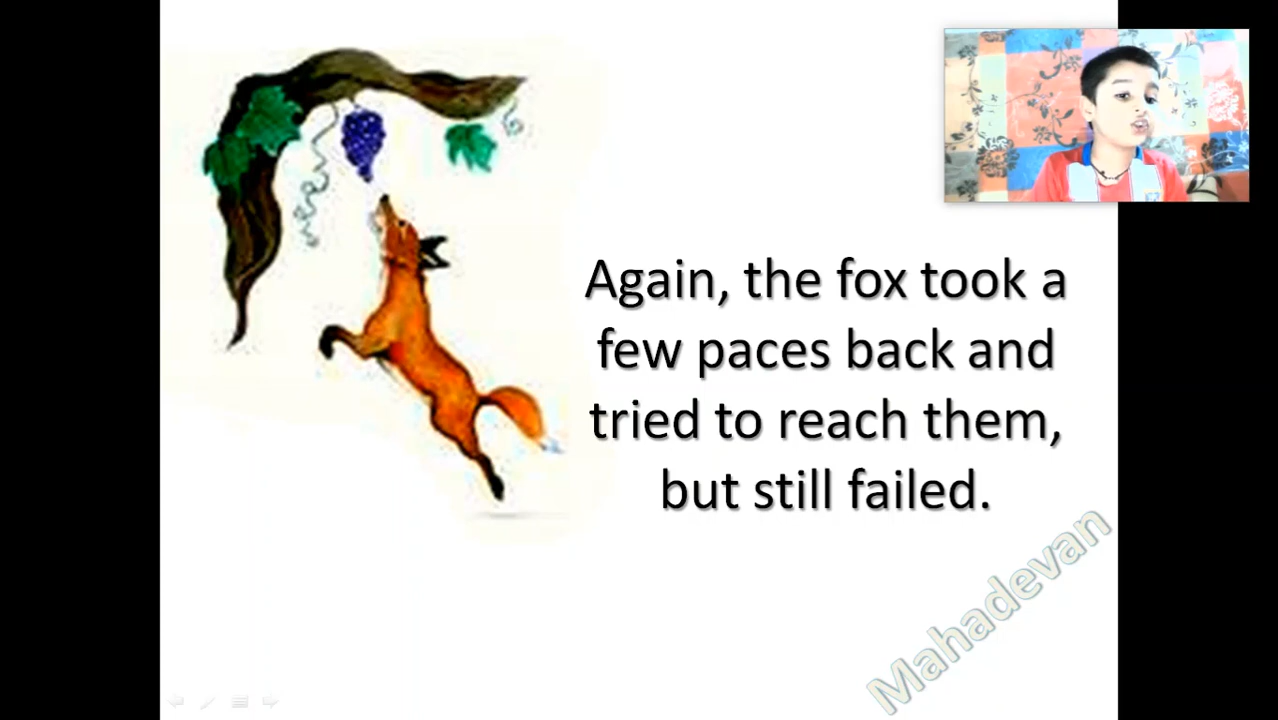 Again, the fox took a
few paces back and
tried to reach them,
but still failed.
Mahadevan